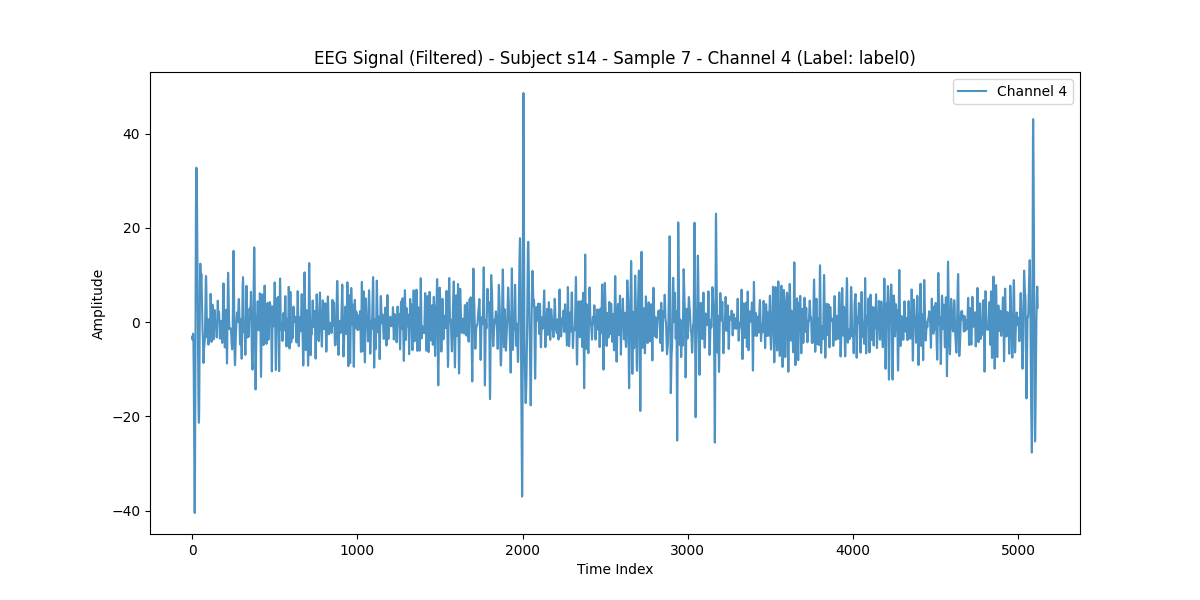 EEG Signal (Filtered) - Subject s14 - Sample 7 - Channel 4 (Label: label0)
Channel 4
40
20
0
−20
−40
Amplitude
0 1000 2000 3000 4000 5000
Time Index